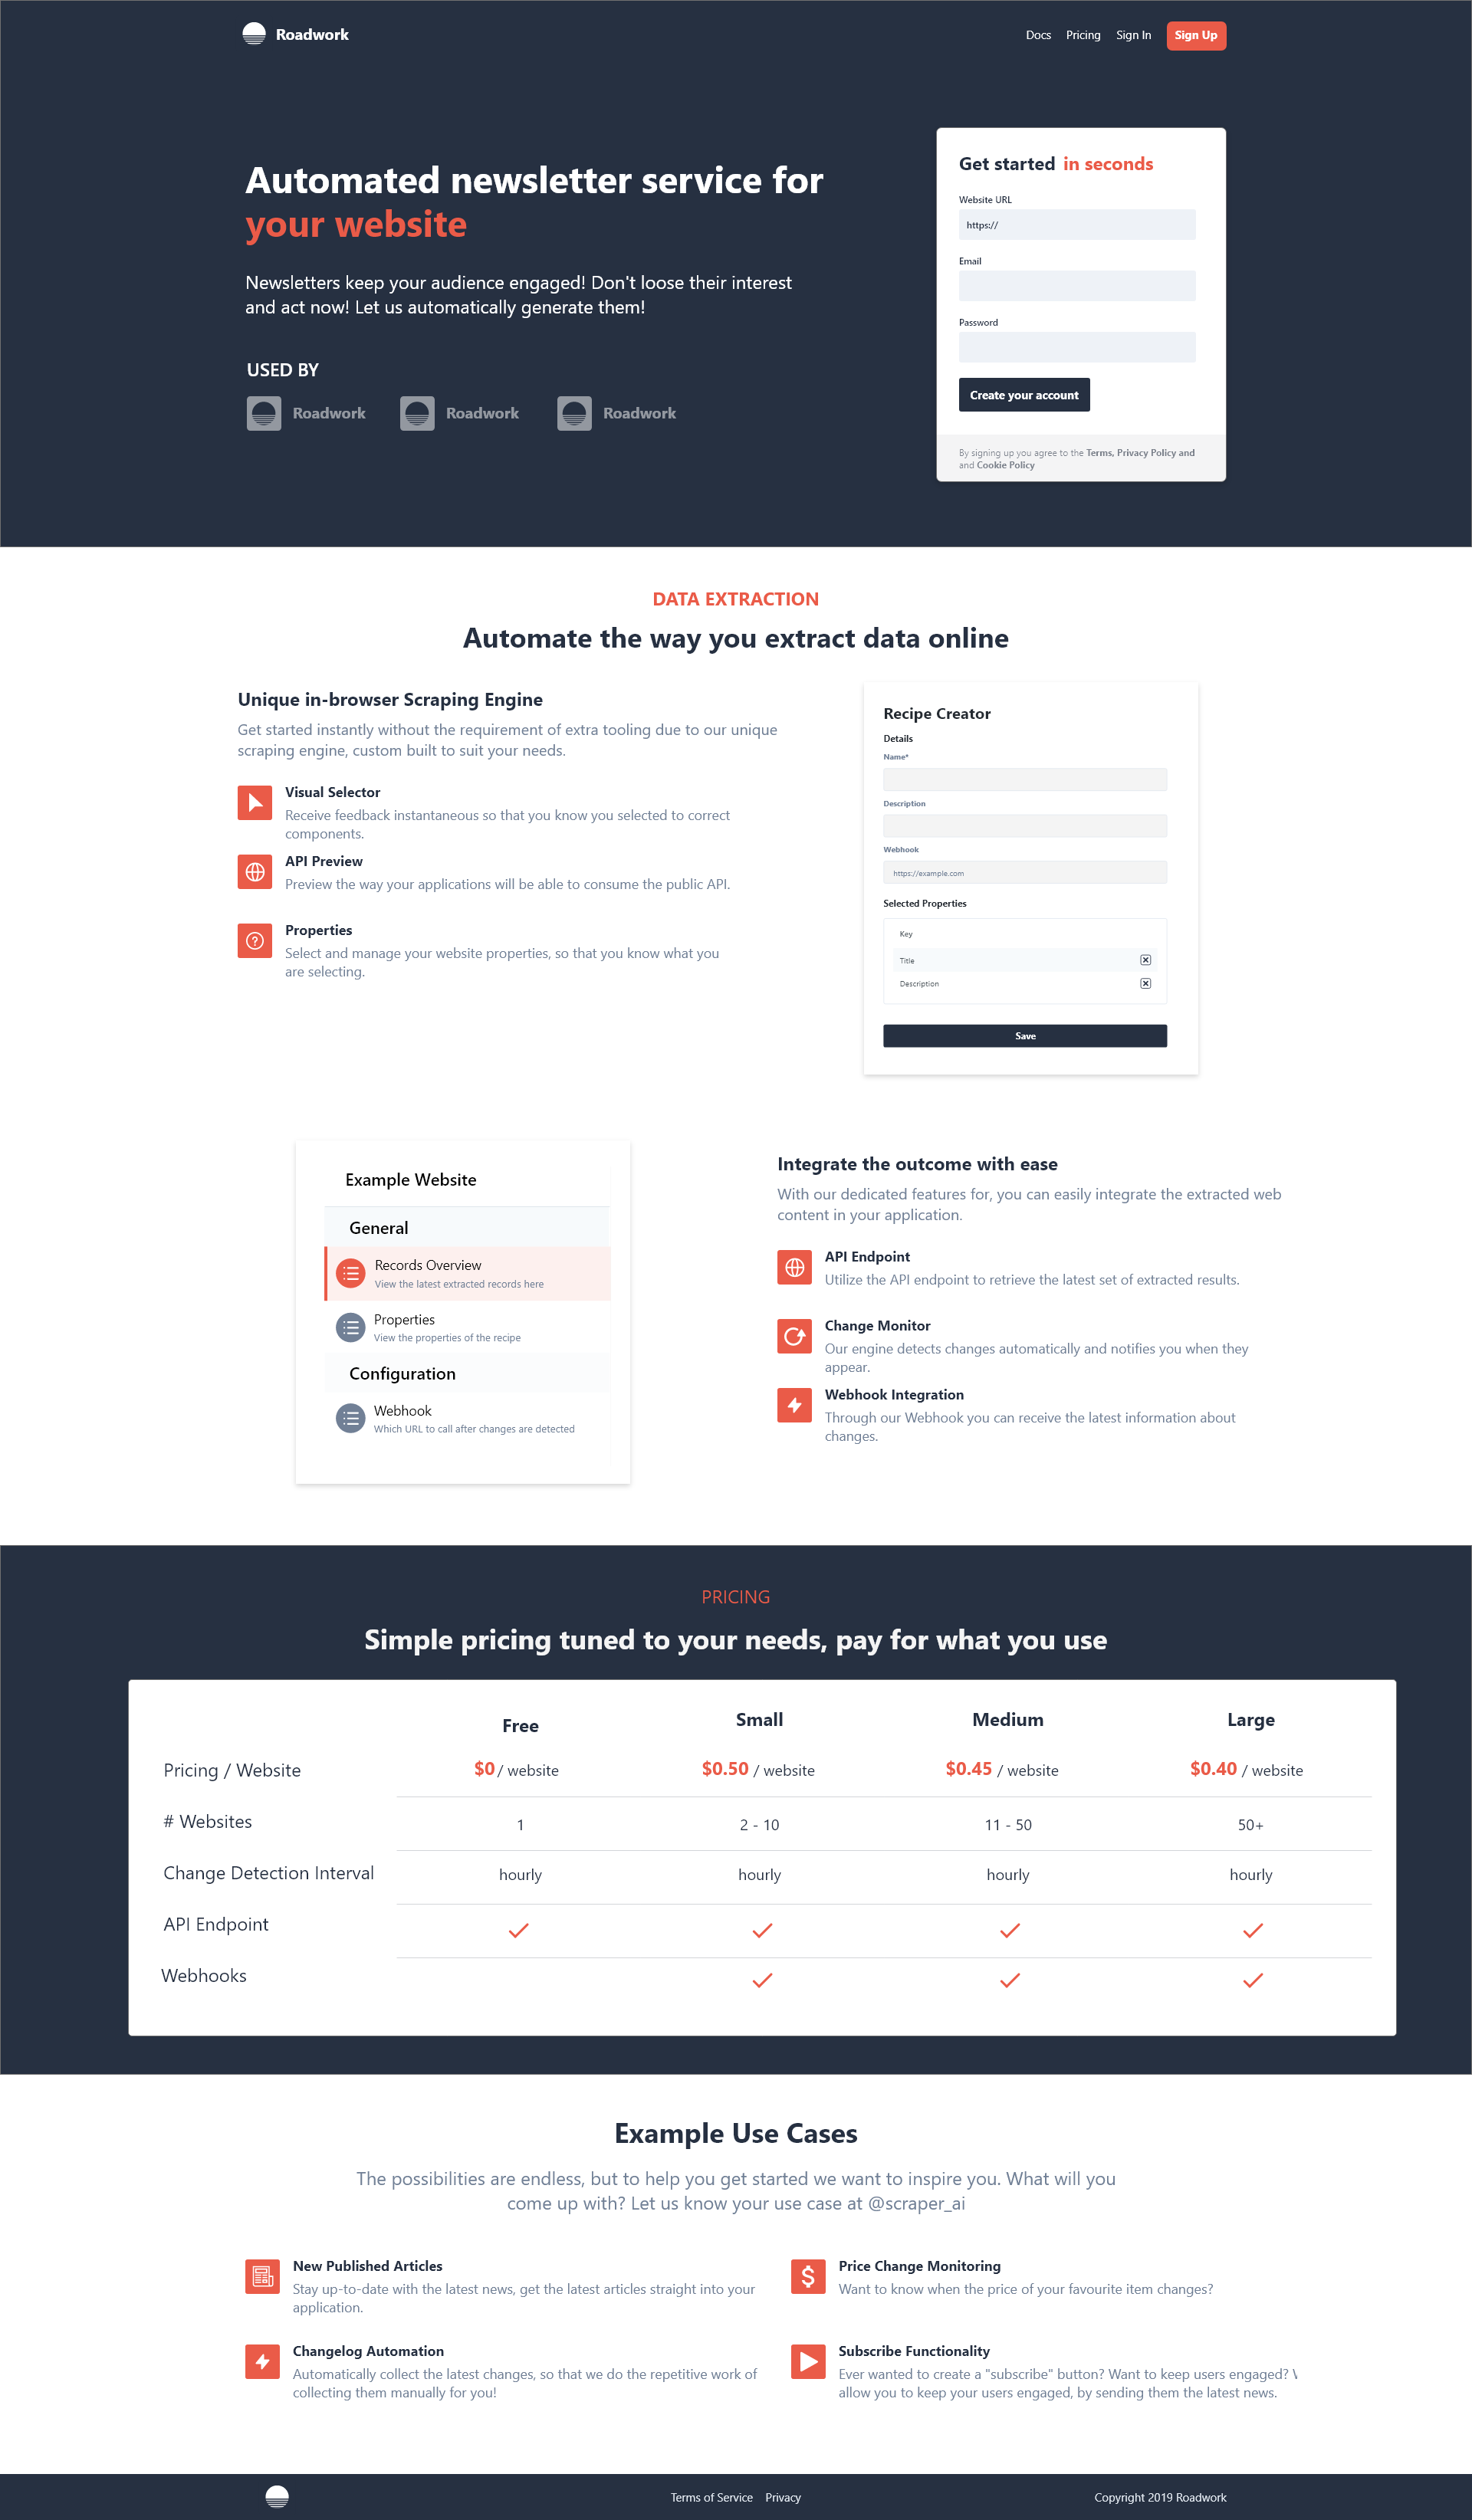 Roadwork
Docs Pricing Sign In Sign Up
Automated newsletter service for
your website
Newsletters keep your audience engaged! Don't loose their interest
and act now! Let us automatically generate them!
USED BY
Roadwork Roadwork Roadwork
Get started in seconds
Website URL
https://
Email
Password
Create your account
By signing up you agree to the Terms, Privacy Policy and
and Cookie Policy
DATA EXTRACTION
Automate the way you extract data online
Unique in-browser Scraping Engine
Get started instantly without the requirement of extra tooling due to our unique
scraping engine, custom built to suit your needs.
Visual Selector
Receive feedback instantaneous so that you know you selected to correct
components.
API Preview
Preview the way your applications will be able to consume the public API.
Properties
Select and manage your website properties, so that you know what you
are selecting.
Recipe Creator
Details
Name*
Description
Webhook
https://example.com
Selected Properties
Key
Title
Description
Save
Example Website
General
Records Overview
View the latest extracted records here
Properties
View the properties of the recipe
Configuration
Webhook
Which URL to call after changes are detected
Integrate the outcome with ease
With our dedicated features for, you can easily integrate the extracted web
content in your application.
API Endpoint
Utilize the API endpoint to retrieve the latest set of extracted results.
Change Monitor
Our engine detects changes automatically and notifies you when they
appear.
Webhook Integration
Through our Webhook you can receive the latest information about
changes.
PRICING
Simple pricing tuned to your needs, pay for what you use
Free Small Medium Large
Pricing / Website $0 / website $0.50 / website $0.45 / website $0.40 / website
# Websites 1 2 - 10 11 - 50 50+
Change Detection Interval hourly hourly hourly hourly
API Endpoint
Webhooks
Example Use Cases
The possibilities are endless, but to help you get started we want to inspire you. What will you
come up with? Let us know your use case at @scraper_ai
New Published Articles
Stay up-to-date with the latest news, get the latest articles straight into your
application.
Price Change Monitoring
Want to know when the price of your favourite item changes?
Changelog Automation
Automatically collect the latest changes, so that we do the repetitive work of
collecting them manually for you!
Subscribe Functionality
Ever wanted to create a "subscribe" button? Want to keep users engaged?
allow you to keep your users engaged, by sending them the latest news.
Terms of Service Privacy
Copyright 2019 Roadwork